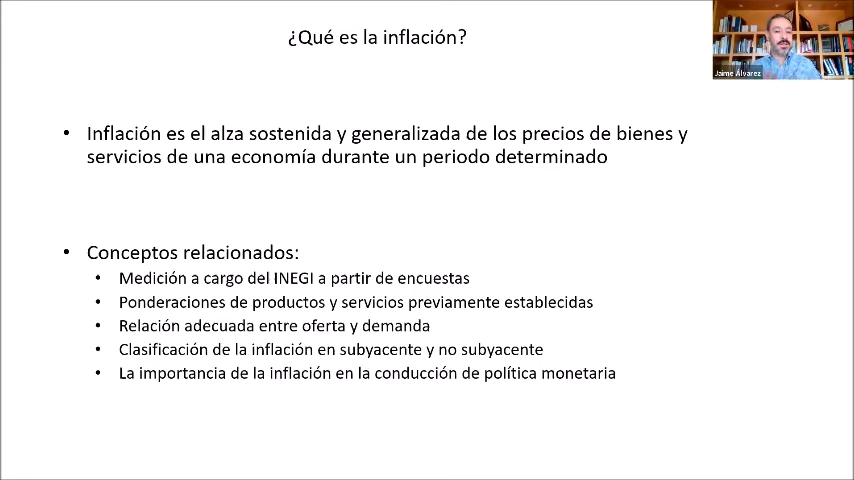 ¿Qué es la inflación?
Jaime Álvarez
• Inflación es el alza sostenida y generalizada de los precios de bienes y
servicios de una economía durante un periodo determinado
• Conceptos relacionados:
• Medición a cargo del INEGI a partir de encuestas
• Ponderaciones de productos y servicios previamente establecidas
• Relación adecuada entre oferta y demanda
• Clasificación de la inflación en subyacente y no subyacente
• La importancia de la inflación en la conducción de política monetaria